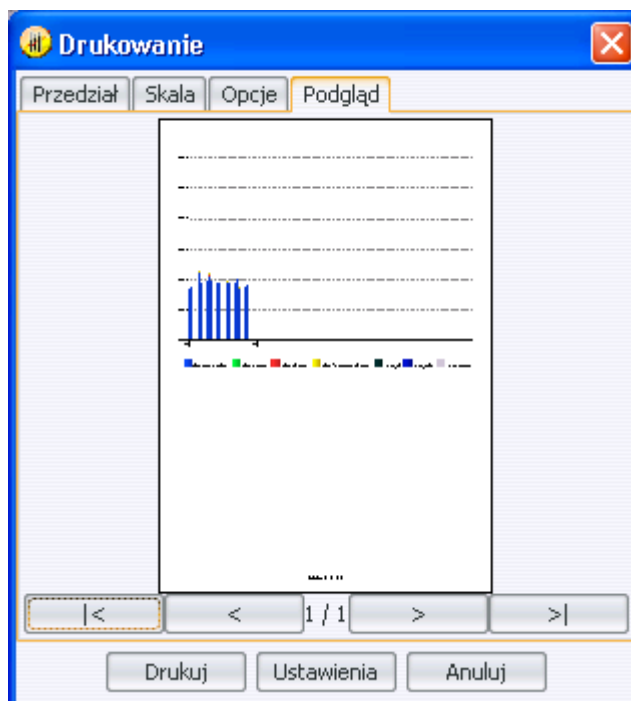 Drukowanie
Przedział Skala Opcje Podgląd
|< < 1 / 1 > >|
Drukuj Ustawienia Anuluj